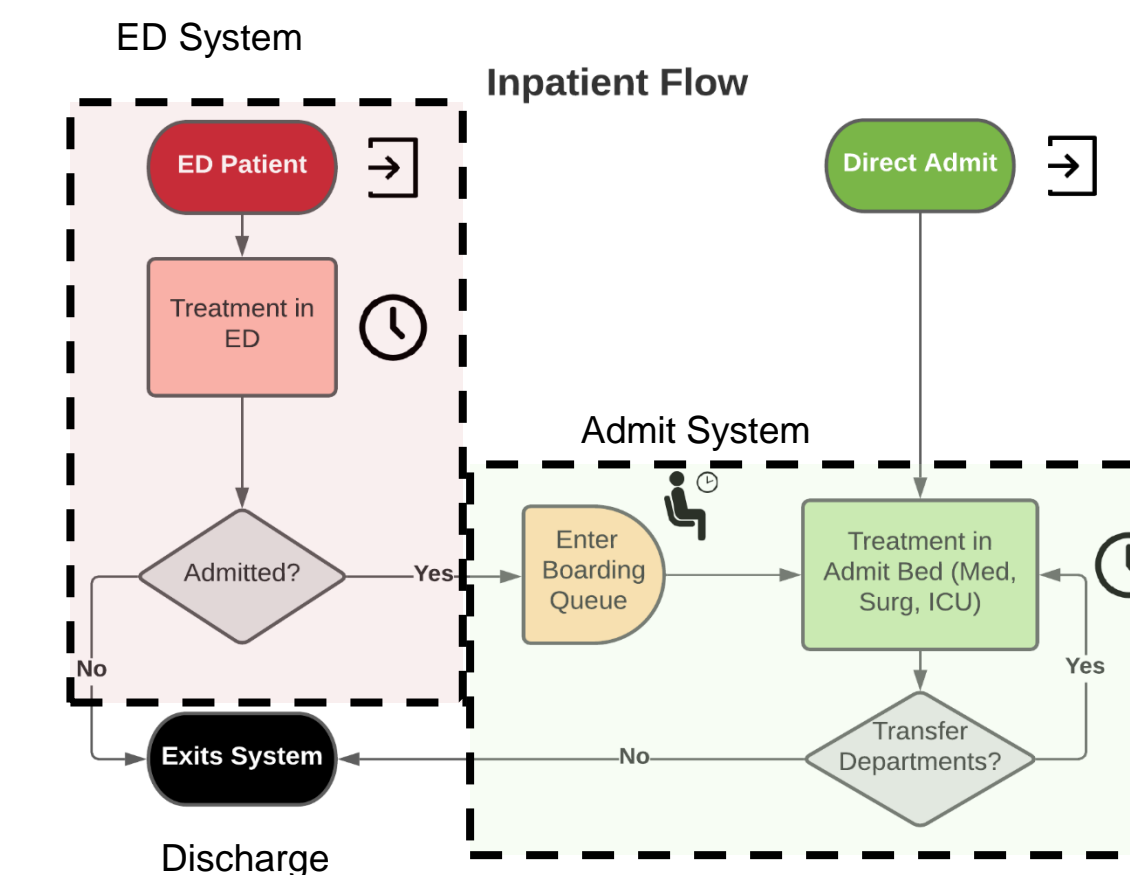 ED System
Inpatient Flow
ED Patient
Direct Admit
Treatment in
ED
Admit System
Enter
Boarding
Queue
Treatment in
Admit Bed (Med,
Surg, ICU)
Admitted?
Yes
No
Yes
Transfer
Departments?
No
Exits System
Discharge